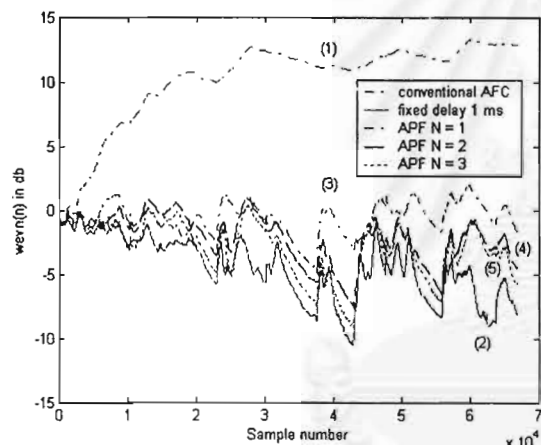 15
10
5
0
-5
-10
-15
wevn(n) in db
(1)
conventional AFC
fixed delay 1 ms
APF N = 1
APF N = 2
APF N = 3
(3)
(4)
(5)
(2)
0
1
2
3
4
5
6
7
Sample number
x 10^4